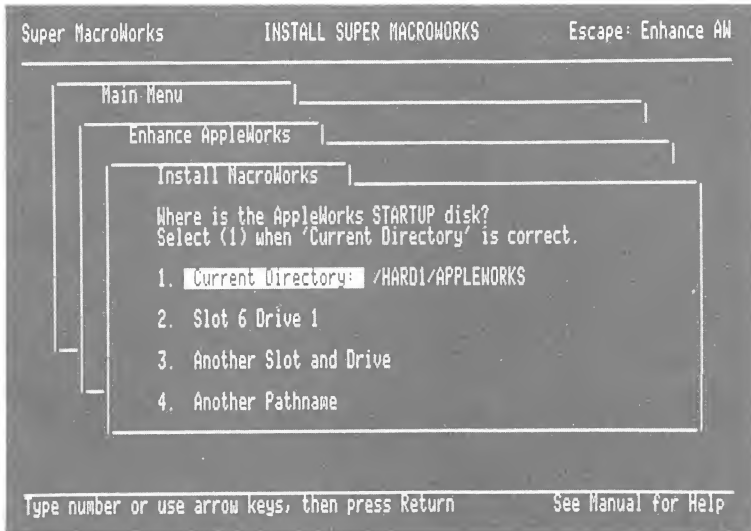 Super MacroWorks INSTALL SUPER MACROWORKS Escape: Enhance AW
Main Menu
Enhance AppleWorks
Install MacroWorks
Where is the AppleWorks STARTUP disk?
Select (1) when 'Current Directory' is correct.
1. Current Directory: /HARD1/APPLEWORKS
2. Slot 6 Drive 1
3. Another Slot and Drive
4. Another Pathname
Type number or use arrow keys, then press Return See Manual for Help